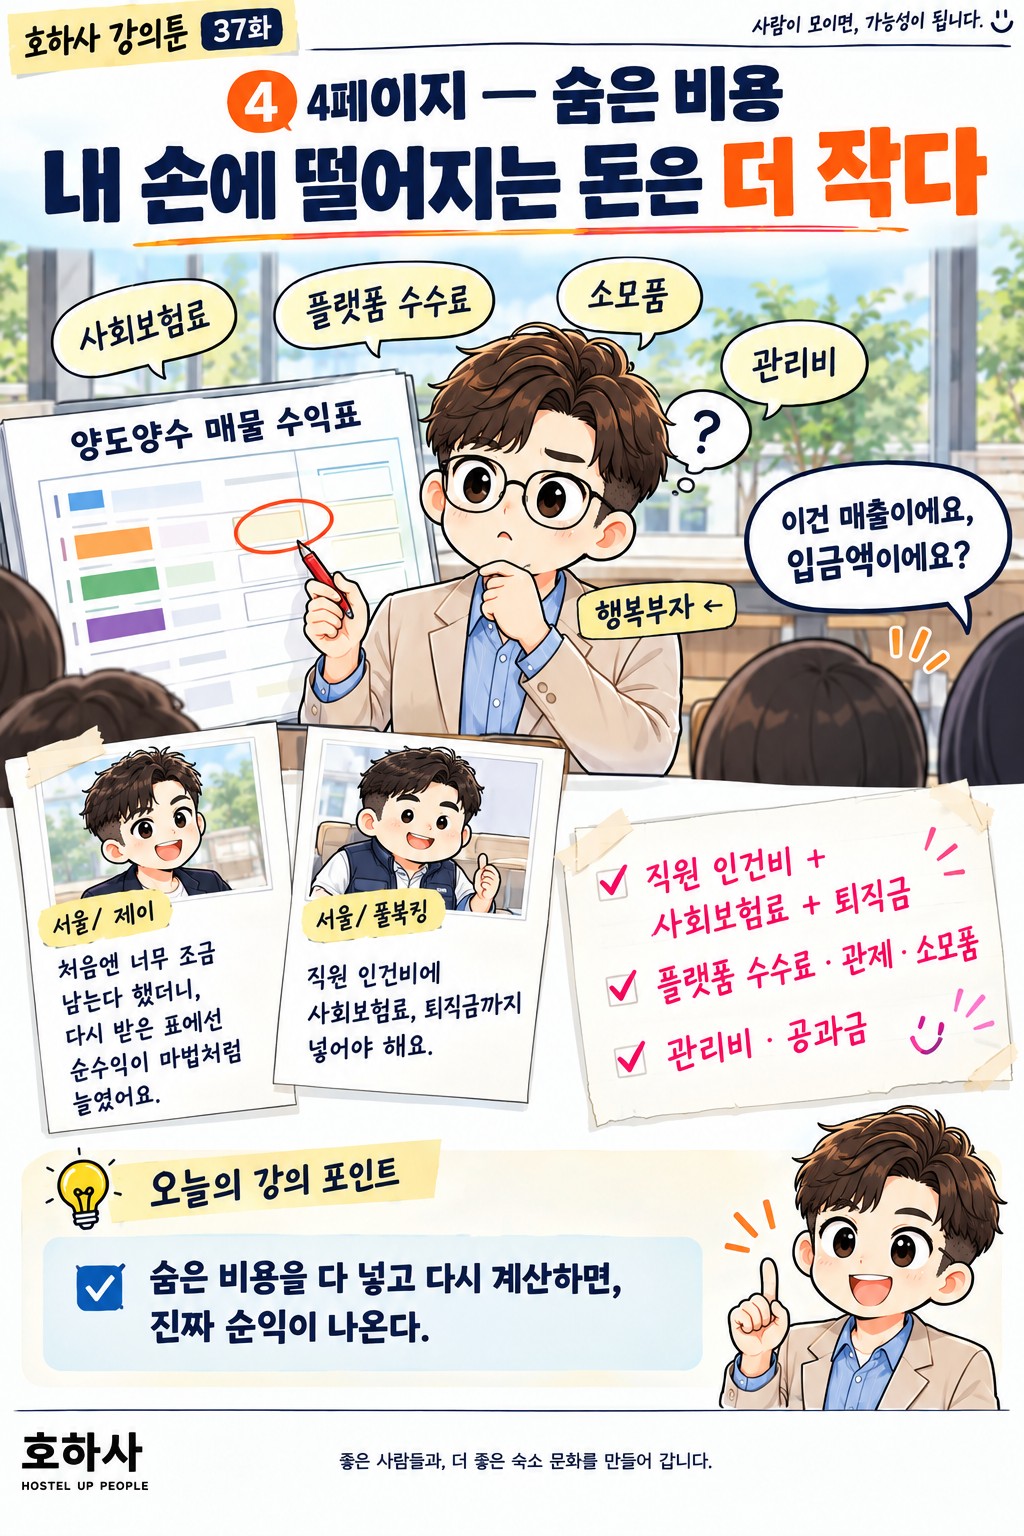 호하사 강의툰 37화
사람이 모이면, 가능성이 됩니다.
4 4페이지 — 숨은 비용
내 손에 떨어지는 돈은 더 작다
사회보험료
플랫폼 수수료
소모품
관리비
?
양도양수 매물 수익표
이건 매출이에요,
입금액이에요?
행복부자 ←
서울/ 제이
처음엔 너무 조금
남는다 했더니,
다시 받은 표에선
순수익이 마법처럼
늘였어요.
서울/ 풀북킹
직원 인건비에
사회보험료, 퇴직금까지
넣어야 해요.
직원 인건비 +
사회보험료 + 퇴직금
플랫폼 수수료 · 관제 · 소모품
관리비 · 공과금
오늘의 강의 포인트
숨은 비용을 다 넣고 다시 계산하면,
진짜 순익이 나온다.
호하사
HOSTEL UP PEOPLE
좋은 사람들과, 더 좋은 숙소 문화를 만들어 갑니다.